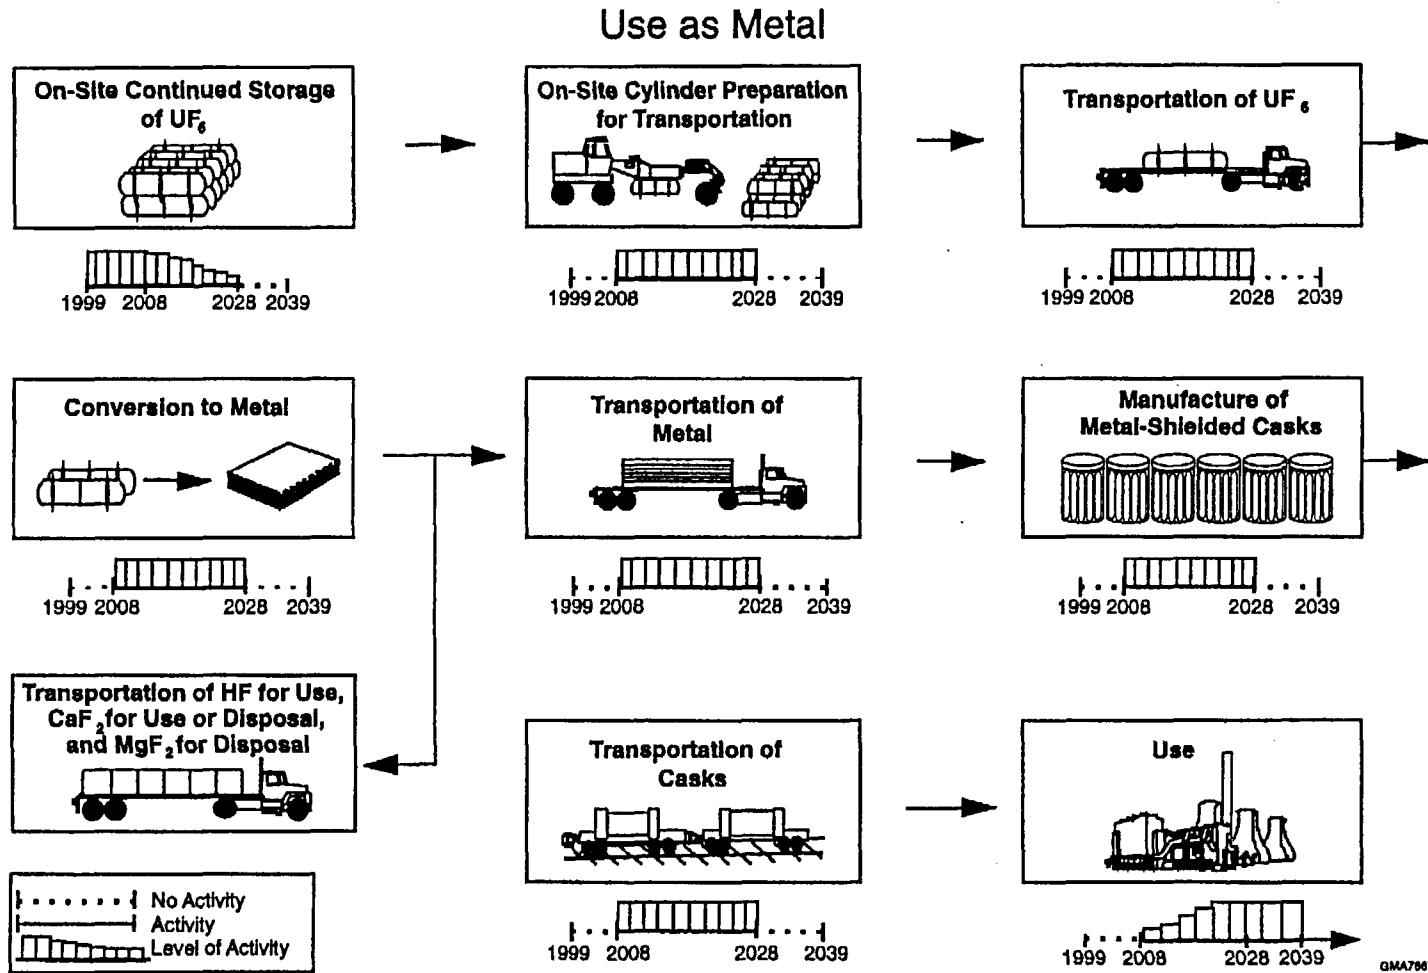 Use as Metal
On-Site Continued Storage
of UF6
1999 2008 2028 2039
On-Site Cylinder Preparation
for Transportation
1999 2008 2028 2039
Transportation of UF 6
1999 2008 2028 2039
Conversion to Metal
1999 2008 2028 2039
Transportation of
Metal
1999 2008 2028 2039
Manufacture of
Metal-Shielded Casks
1999 2008 2028 2039
Transportation of HF for Use,
CaF2 for Use or Disposal,
and MgF2 for Disposal
Transportation of
Casks
1999 2008 2028 2039
Use
1999 2008 2028 2039
No Activity
Activity
Level of Activity